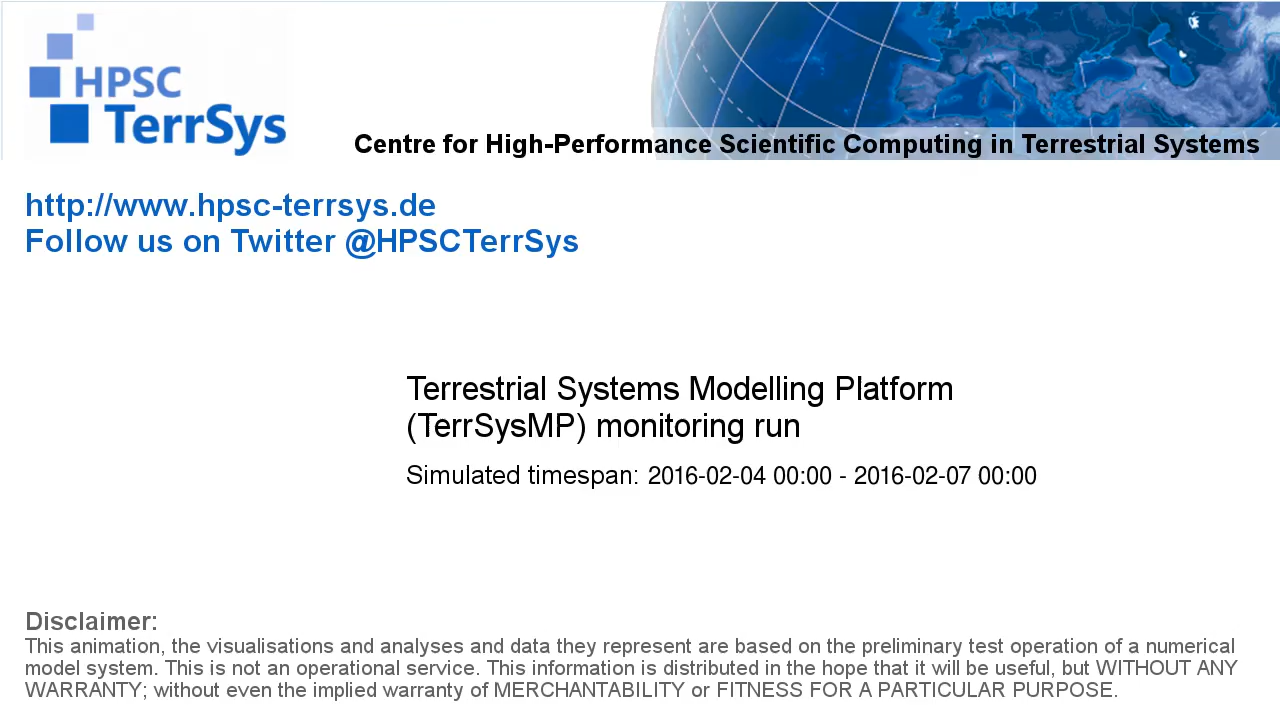 HPSC
TerrSys
Centre for High-Performance Scientific Computing in Terrestrial Systems
http://www.hpsc-terrsys.de
Follow us on Twitter @HPSCTerrSys
Terrestrial Systems Modelling Platform
(TerrSysMP) monitoring run
Simulated timespan: 2016-02-04 00:00 - 2016-02-07 00:00
Disclaimer:
This animation, the visualisations and analyses and data they represent are based on the preliminary test operation of a numerical
model system. This is not an operational service. This information is distributed in the hope that it will be useful, but WITHOUT ANY
WARRANTY; without even the implied warranty of MERCHANTABILITY or FITNESS FOR A PARTICULAR PURPOSE.